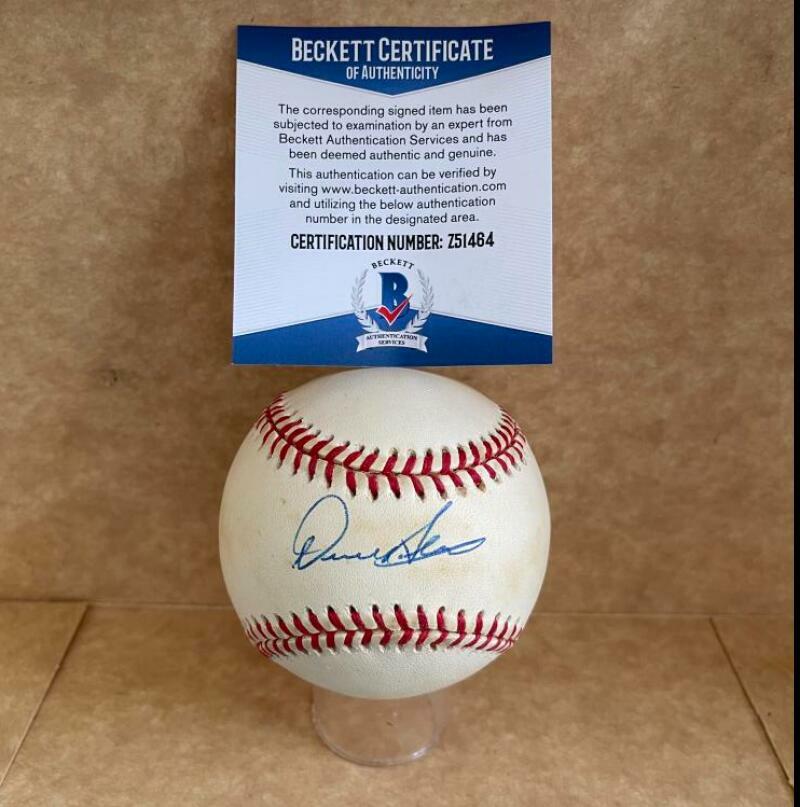 BECKETT CERTIFICATE
OF AUTHENTICITY
The corresponding signed item has been
subjected to examination by an expert from
Beckett Authentication Services and has
been deemed authentic and genuine.
This authentication can be verified by
visiting www.beckett-authentication.com
and utilizing the below authentication
number in the designated area.
CERTIFICATION NUMBER: Z51464
BECKETT
B
AUTHENTICATION
SERVICES